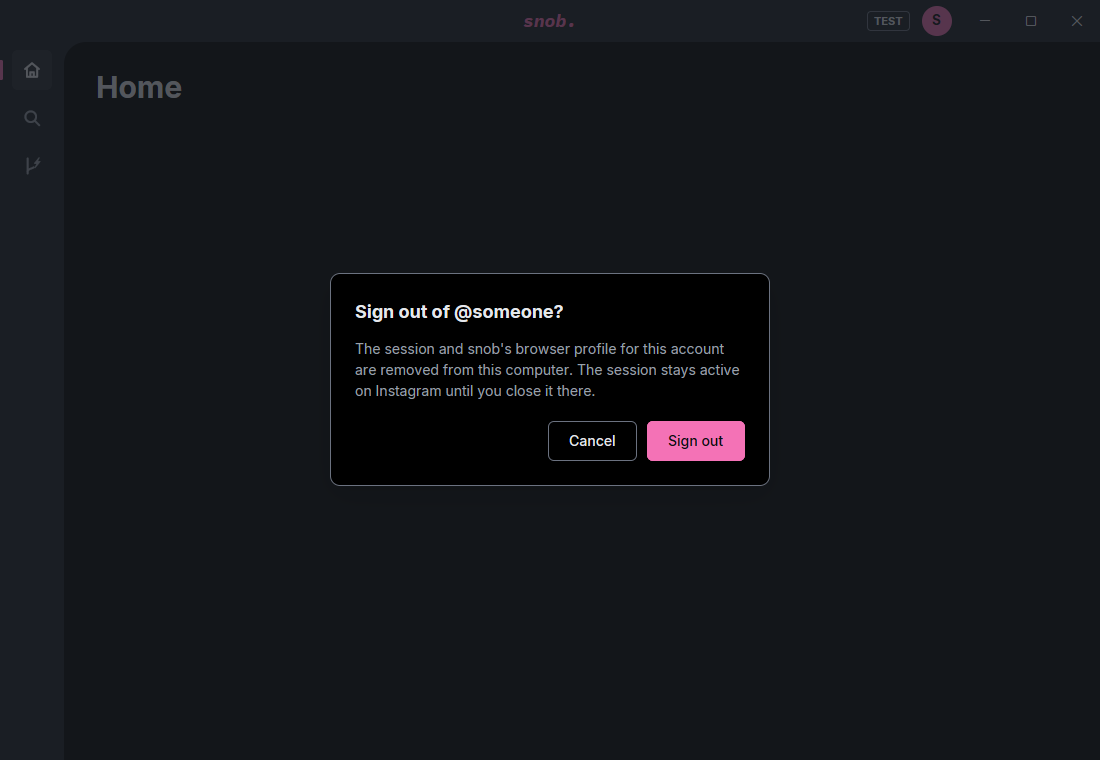 snob.
TEST
S
Home
Sign out of @someone?
The session and snob's browser profile for this account
are removed from this computer. The session stays active
on Instagram until you close it there.
Cancel
Sign out